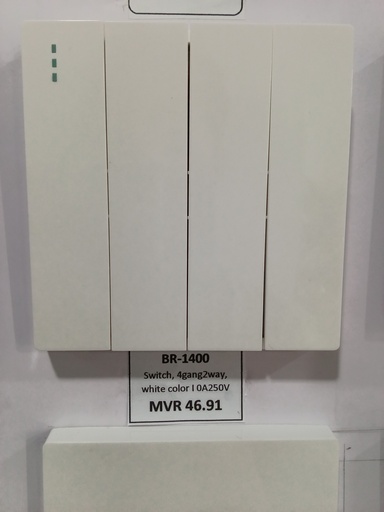 BR-1400
Switch, 4gang2way,
white color I 0A250V
MVR 46.91